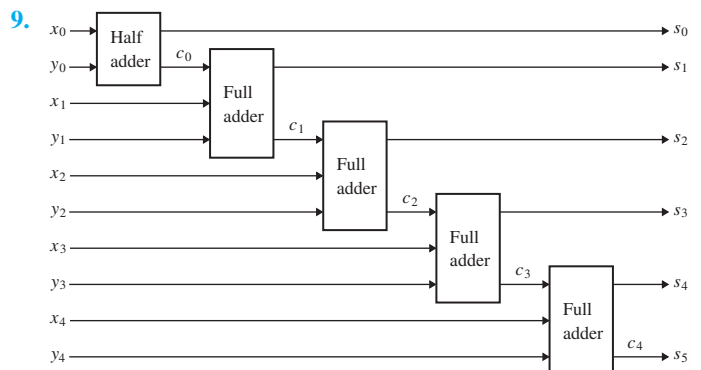 9.
x0 Half adder s0
y0 c0 s1
x1 Full adder
y1 c1 s2
x2 Full adder
y2 c2 s3
x3 Full adder
y3 c3 s4
x4 Full adder
y4 c4 s5